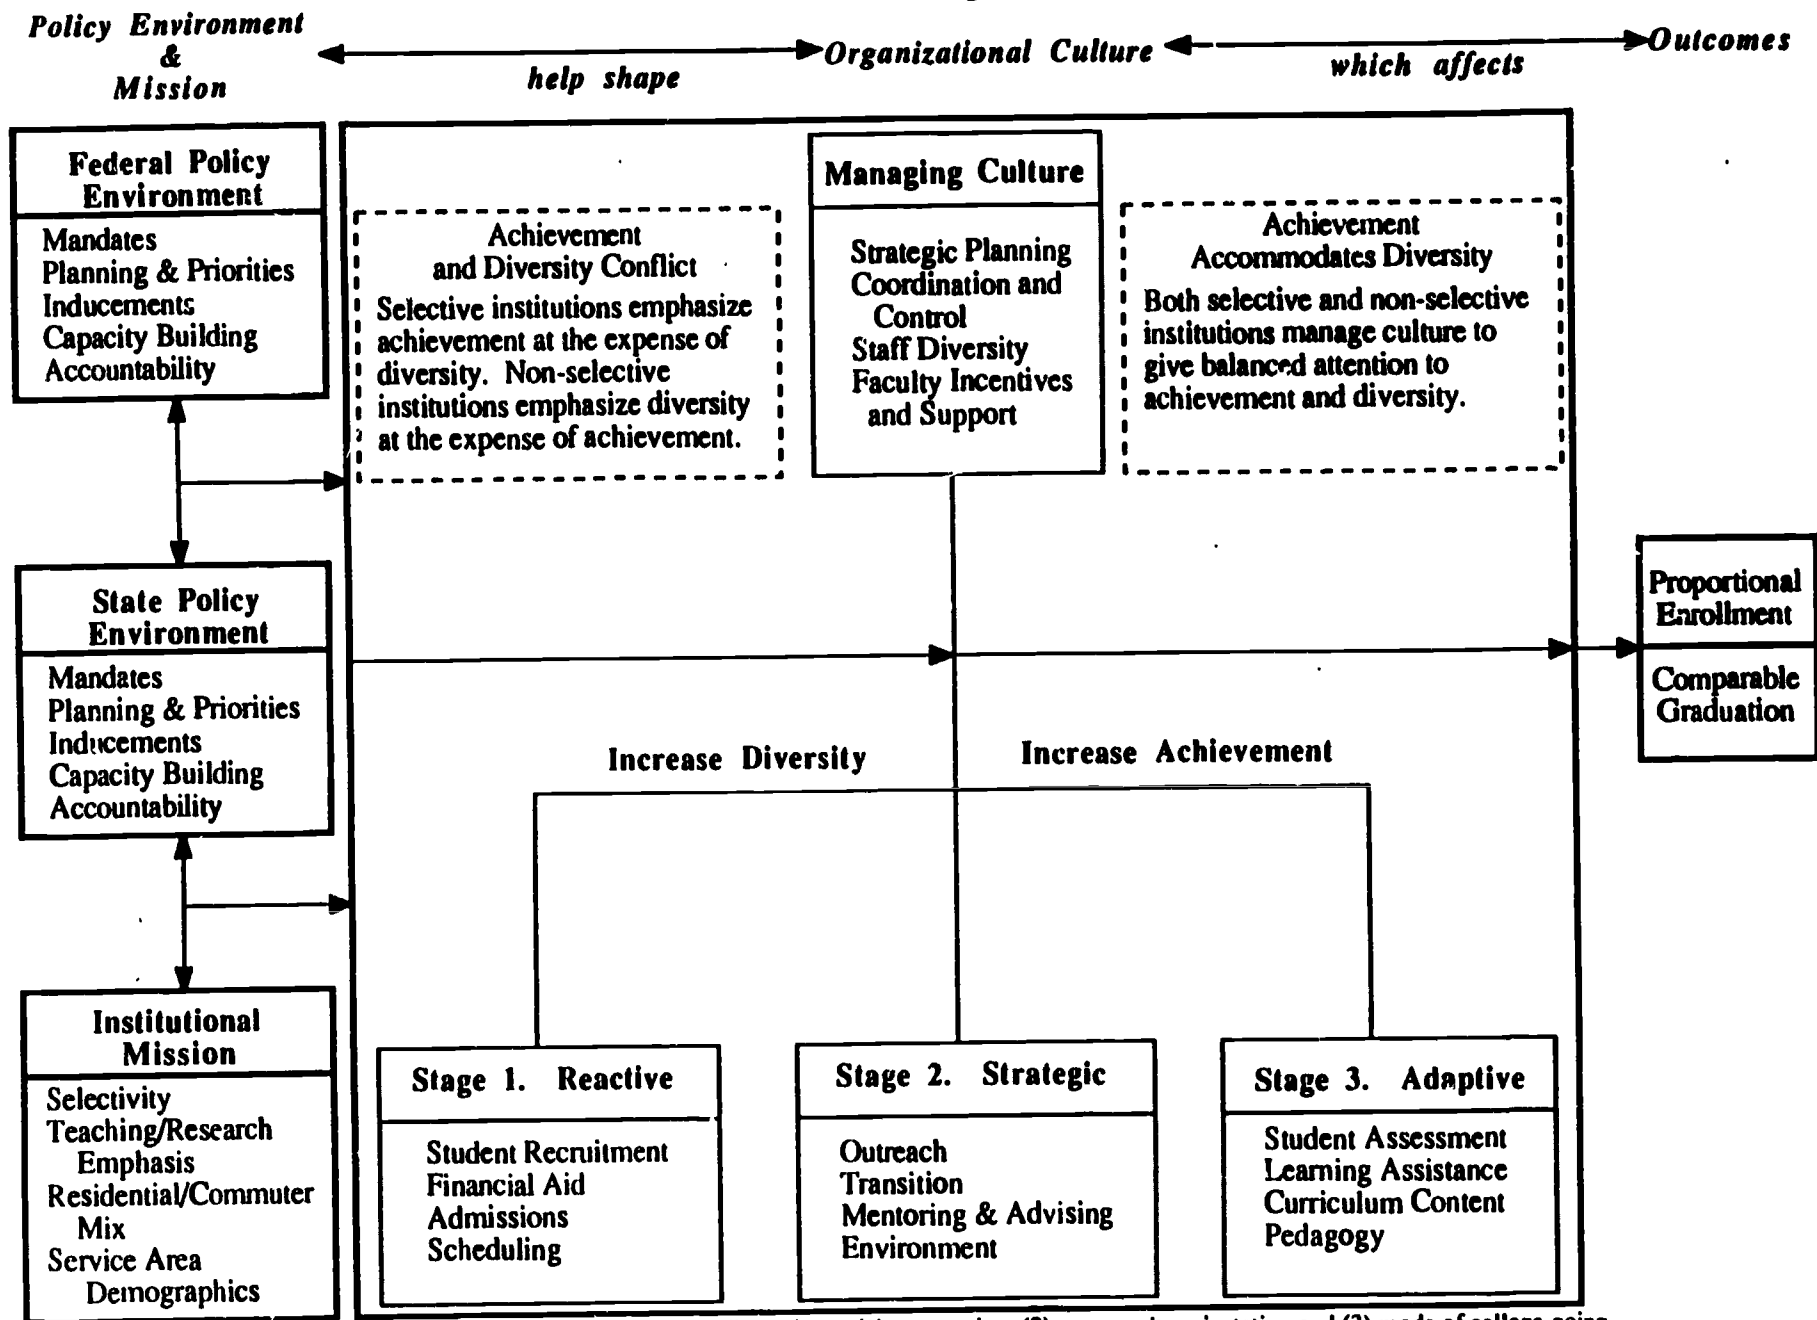 Policy Environment
&
Mission
help shape
Organizational Culture
which affects
Outcomes
Federal Policy
Environment
Mandates
Planning & Priorities
Inducements
Capacity Building
Accountability
State Policy
Environment
Mandates
Planning & Priorities
Inducements
Capacity Building
Accountability
Institutional
Mission
Selectivity
Teaching/Research
Emphasis
Residential/Commuter
Mix
Service Area
Demographics
Achievement
and Diversity Conflict
Selective institutions emphasize
achievement at the expense of
diversity. Non-selective
institutions emphasize diversity
at the expense of achievement.
Managing Culture
Strategic Planning
Coordination and
Control
Staff Diversity
Faculty Incentives
and Support
Achievement
Accommodates Diversity
Both selective and non-selective
institutions manage culture to
give balanced attention to
achievement and diversity.
Increase Diversity
Increase Achievement
Stage 1. Reactive
Student Recruitment
Financial Aid
Admissions
Scheduling
Stage 2. Strategic
Outreach
Transition
Mentoring & Advising
Environment
Stage 3. Adaptive
Student Assessment
Learning Assistance
Curriculum Content
Pedagogy
Proportional
Enrollment
Comparable
Graduation
(3) mode of college going